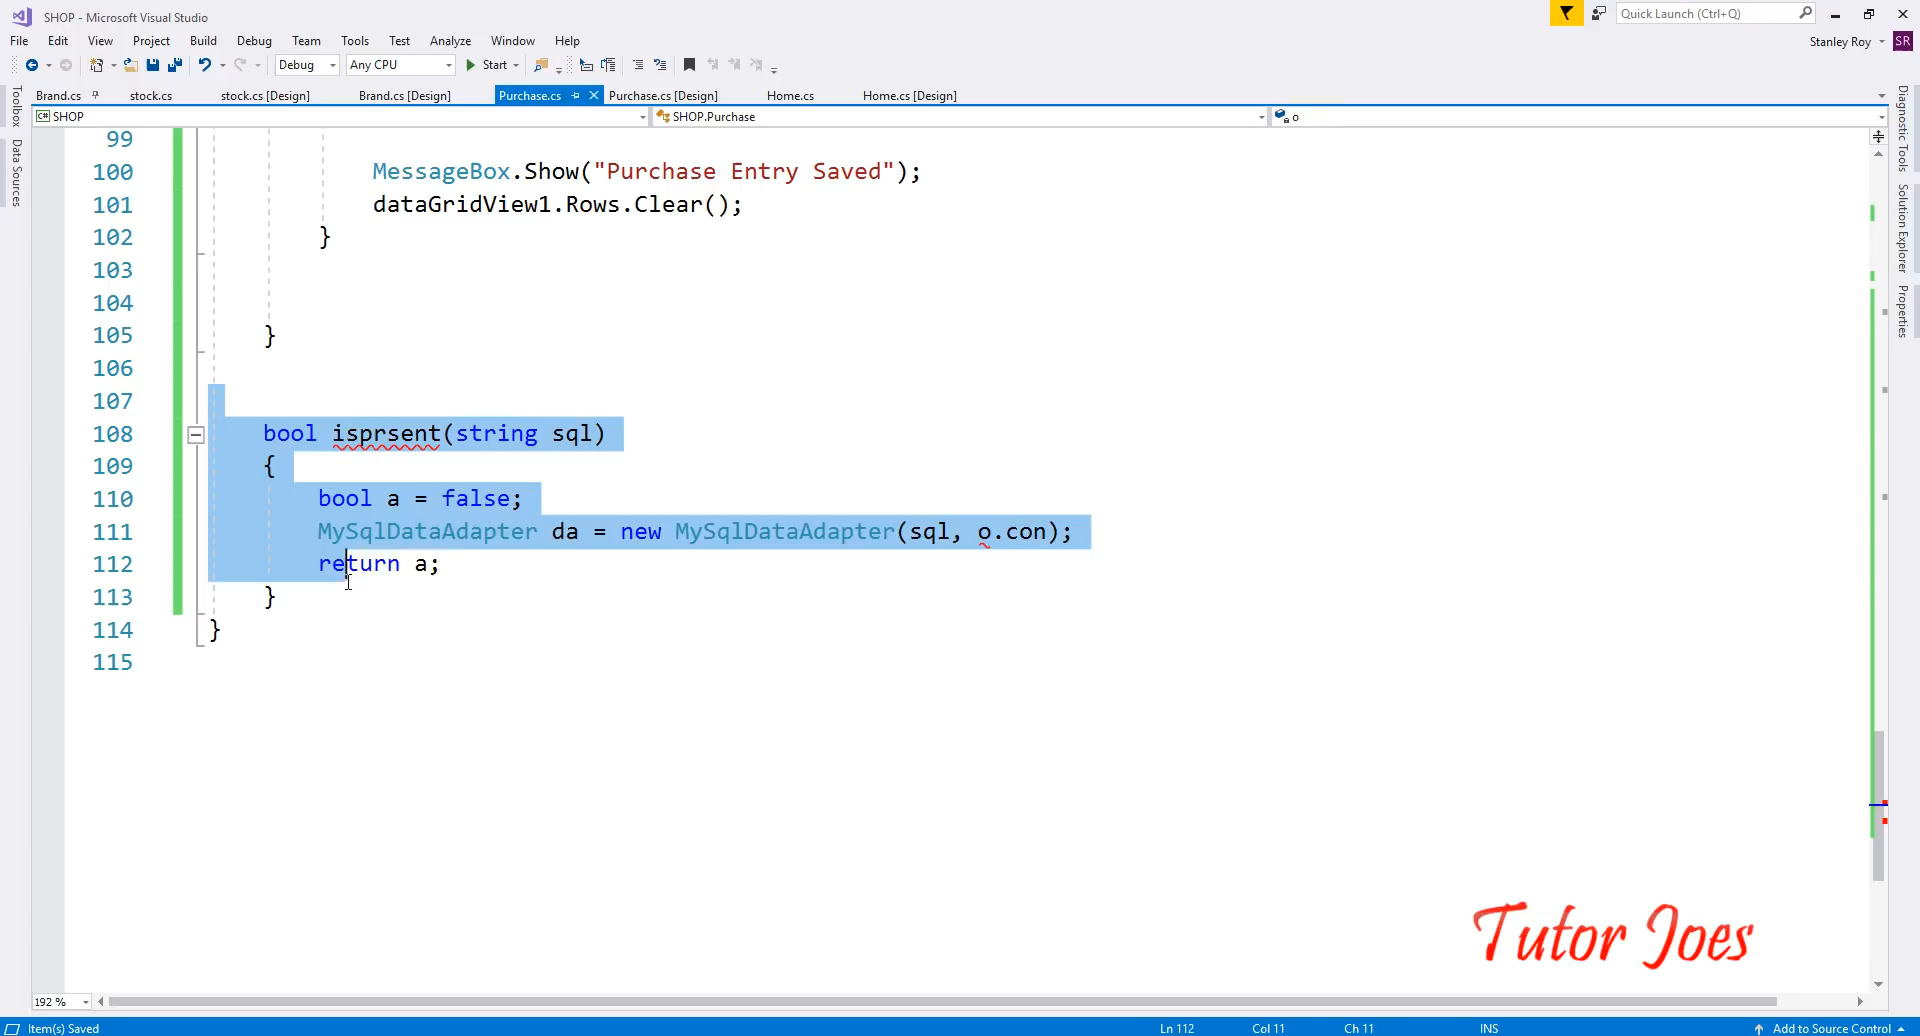 SHOP - Microsoft Visual Studio
Quick Launch (Ctrl+Q)
File Edit View Project Build Debug Team Tools Test Analyze Window Help
Stanley Roy SR
Debug Any CPU Start
Brand.cs stock.cs stock.cs [Design] Brand.cs [Design] Purchase.cs Purchase.cs [Design] Home.cs Home.cs [Design]
C# SHOP SHOP.Purchase o
Toolbox
Data Sources
Diagnostic Tools
Solution Explorer
Properties
99
100 MessageBox.Show("Purchase Entry Saved");
101 dataGridView1.Rows.Clear();
102 }
103
104
105 }
106
107
108 bool isprsent(string sql)
109 {
110 bool a = false;
111 MySqlDataAdapter da = new MySqlDataAdapter(sql, o.con);
112 return a;
113 }
114 }
115
Tutor Joes
192 %
Item(s) Saved Ln 112 Col 11 Ch 11 INS Add to Source Control